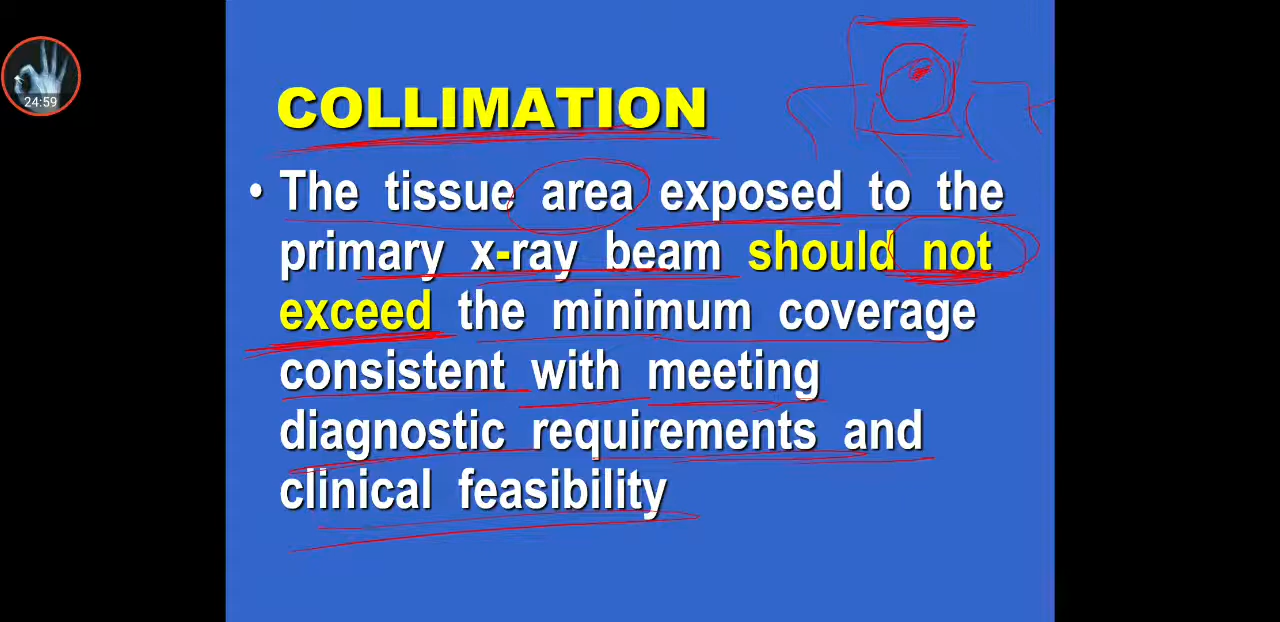 24:59
COLLIMATION
• The tissue area exposed to the
primary x-ray beam should not
exceed the minimum coverage
consistent with meeting
diagnostic requirements and
clinical feasibility